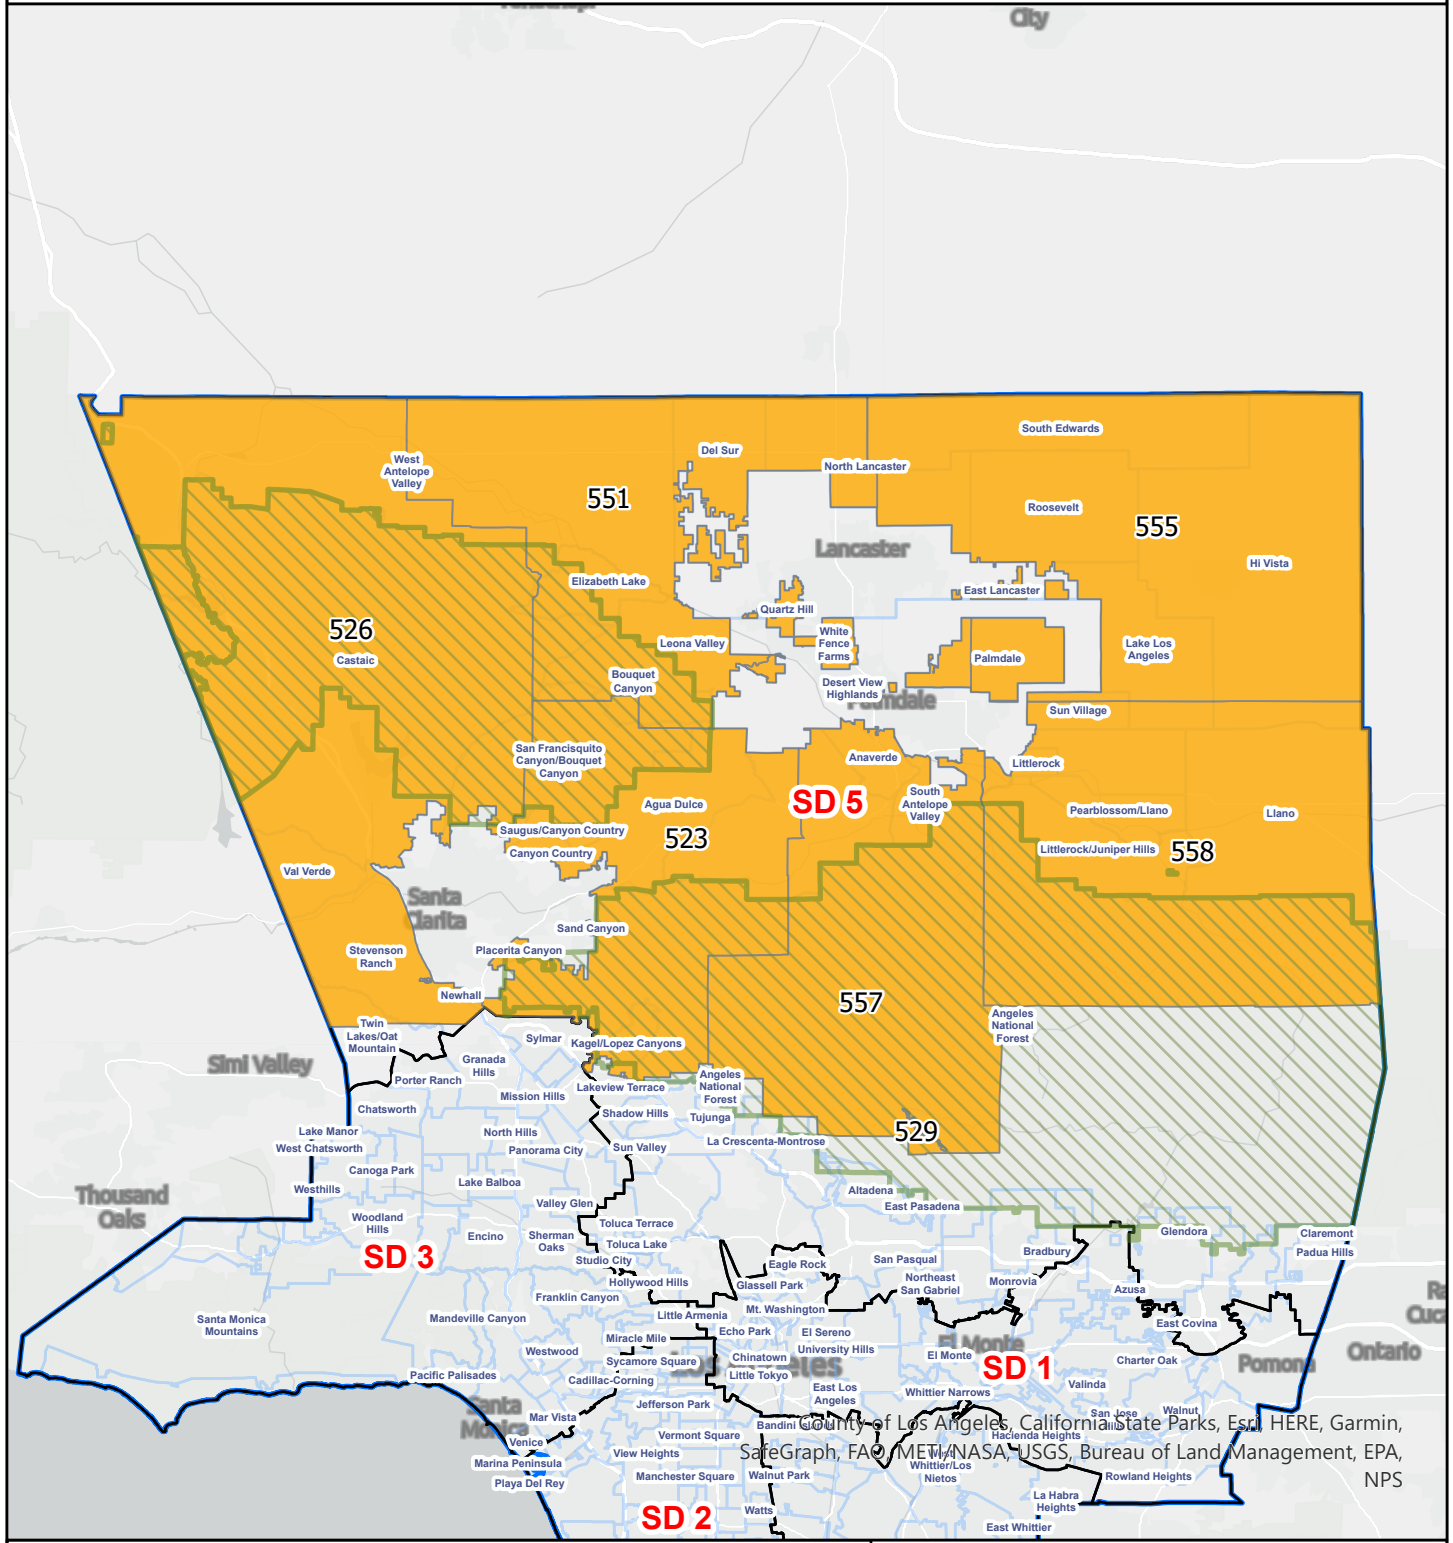 City
South Edwards
Del Sur
North Lancaster
West
Antelope
Valley
551
Roosevelt
555
Lancaster
Hi Vista
Elizabeth Lake
East Lancaster
Quartz Hill
526
White
Fence
Farms
Leona Valley
Castaic
Palmdale
Lake Los
Angeles
Bouquet
Canyon
Desert View
Highlands
Palmdale
Sun Village
San Francisquito
Canyon/Bouquet
Canyon
Anaverde
Littlerock
SD 5
South
Antelope
Valley
Agua Dulce
Pearblossom/Llano
Llano
Saugus/Canyon Country
523
Canyon Country
Littlerock/Juniper Hills
558
Val Verde
Santa
Clarita
Sand Canyon
Stevenson
Ranch
Placerita Canyon
Newhall
557
Angeles
National
Forest
Twin
Lakes/Oat
Mountain
Sylmar
Kagel/Lopez Canyons
Simi Valley
Granada
Hills
Porter Ranch
Lakeview Terrace
Angeles
National
Forest
Mission Hills
Chatsworth
Shadow Hills
Tujunga
529
Lake Manor
North Hills
La Crescenta-Montrose
West Chatsworth
Panorama City
Sun Valley
Canoga Park
Lake Balboa
Westhills
Thousand
Oaks
Altadena
Valley Glen
East Pasadena
Woodland
Hills
Toluca Terrace
Encino
Sherman
Oaks
Toluca Lake
Glendora
Claremont
SD 3
Studio City
Bradbury
Padua Hills
Eagle Rock
San Pasqual
Hollywood Hills
Glassell Park
Northeast
San Gabriel
Monrovia
Azusa
Franklin Canyon
Mt. Washington
Santa Monica
Mountains
Mandeville Canyon
Little Armenia
East Covina
Echo Park
El Sereno
Miracle Mile
University Hills
El Monte
El Monte
Westwood
Sycamore Square
Chinatown
Little Tokyo
Los Angeles
SD 1
Charter Oak
Pomona
Ontario
Pacific Palisades
Cadillac-Corning
East Los
Angeles
Whittier Narrows
Valinda
Santa
Monica
Jefferson Park
Mar Vista
Walnut
San Jose
Hills
Bandini Islands
Vermont Square
Hacienda Heights
Venice
View Heights
Marina Peninsula
Manchester Square
Walnut Park
West
Whittier/Los
Nietos
Rowland Heights
Playa Del Rey
La Habra
Heights
Watts
SD 2
East Whittier
County of Los Angeles, California State Parks, Esri, HERE, Garmin,
SafeGraph, FAO, METI/NASA, USGS, Bureau of Land Management, EPA,
NPS